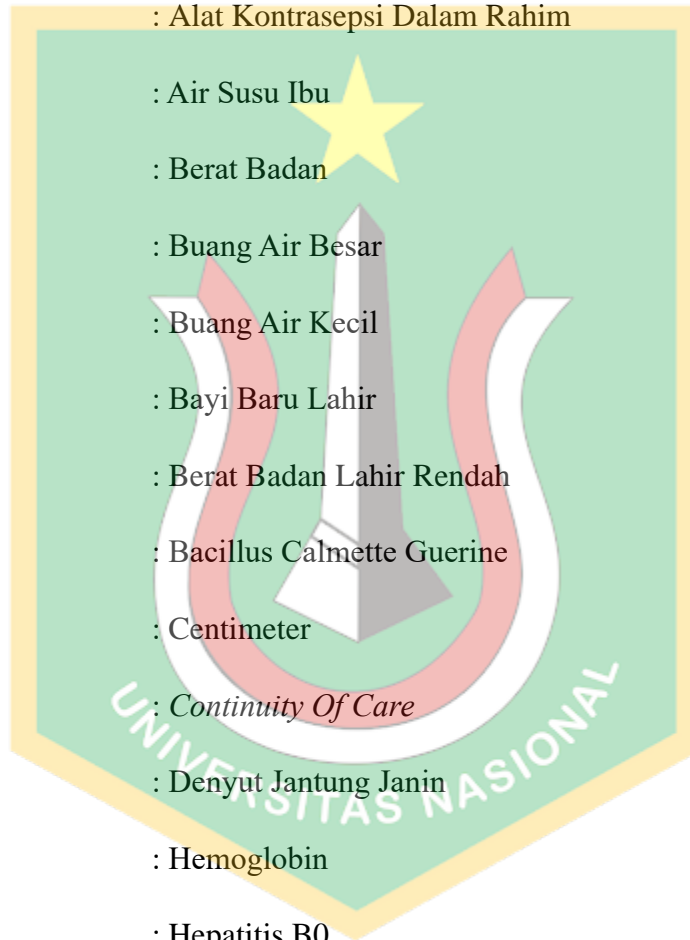 : Alat Kontrasepsi Dalam Rahim
: Air Susu Ibu
: Berat Badan
: Buang Air Besar
: Buang Air Kecil
: Bayi Baru Lahir
: Berat Badan Lahir Rendah
: Bacillus Calmette Guerine
: Centimeter
: Continuity Of Care
: Denyut Jantung Janin
: Hemoglobin
: Hepatitis B0
UNIVERSITAS NASIONAL